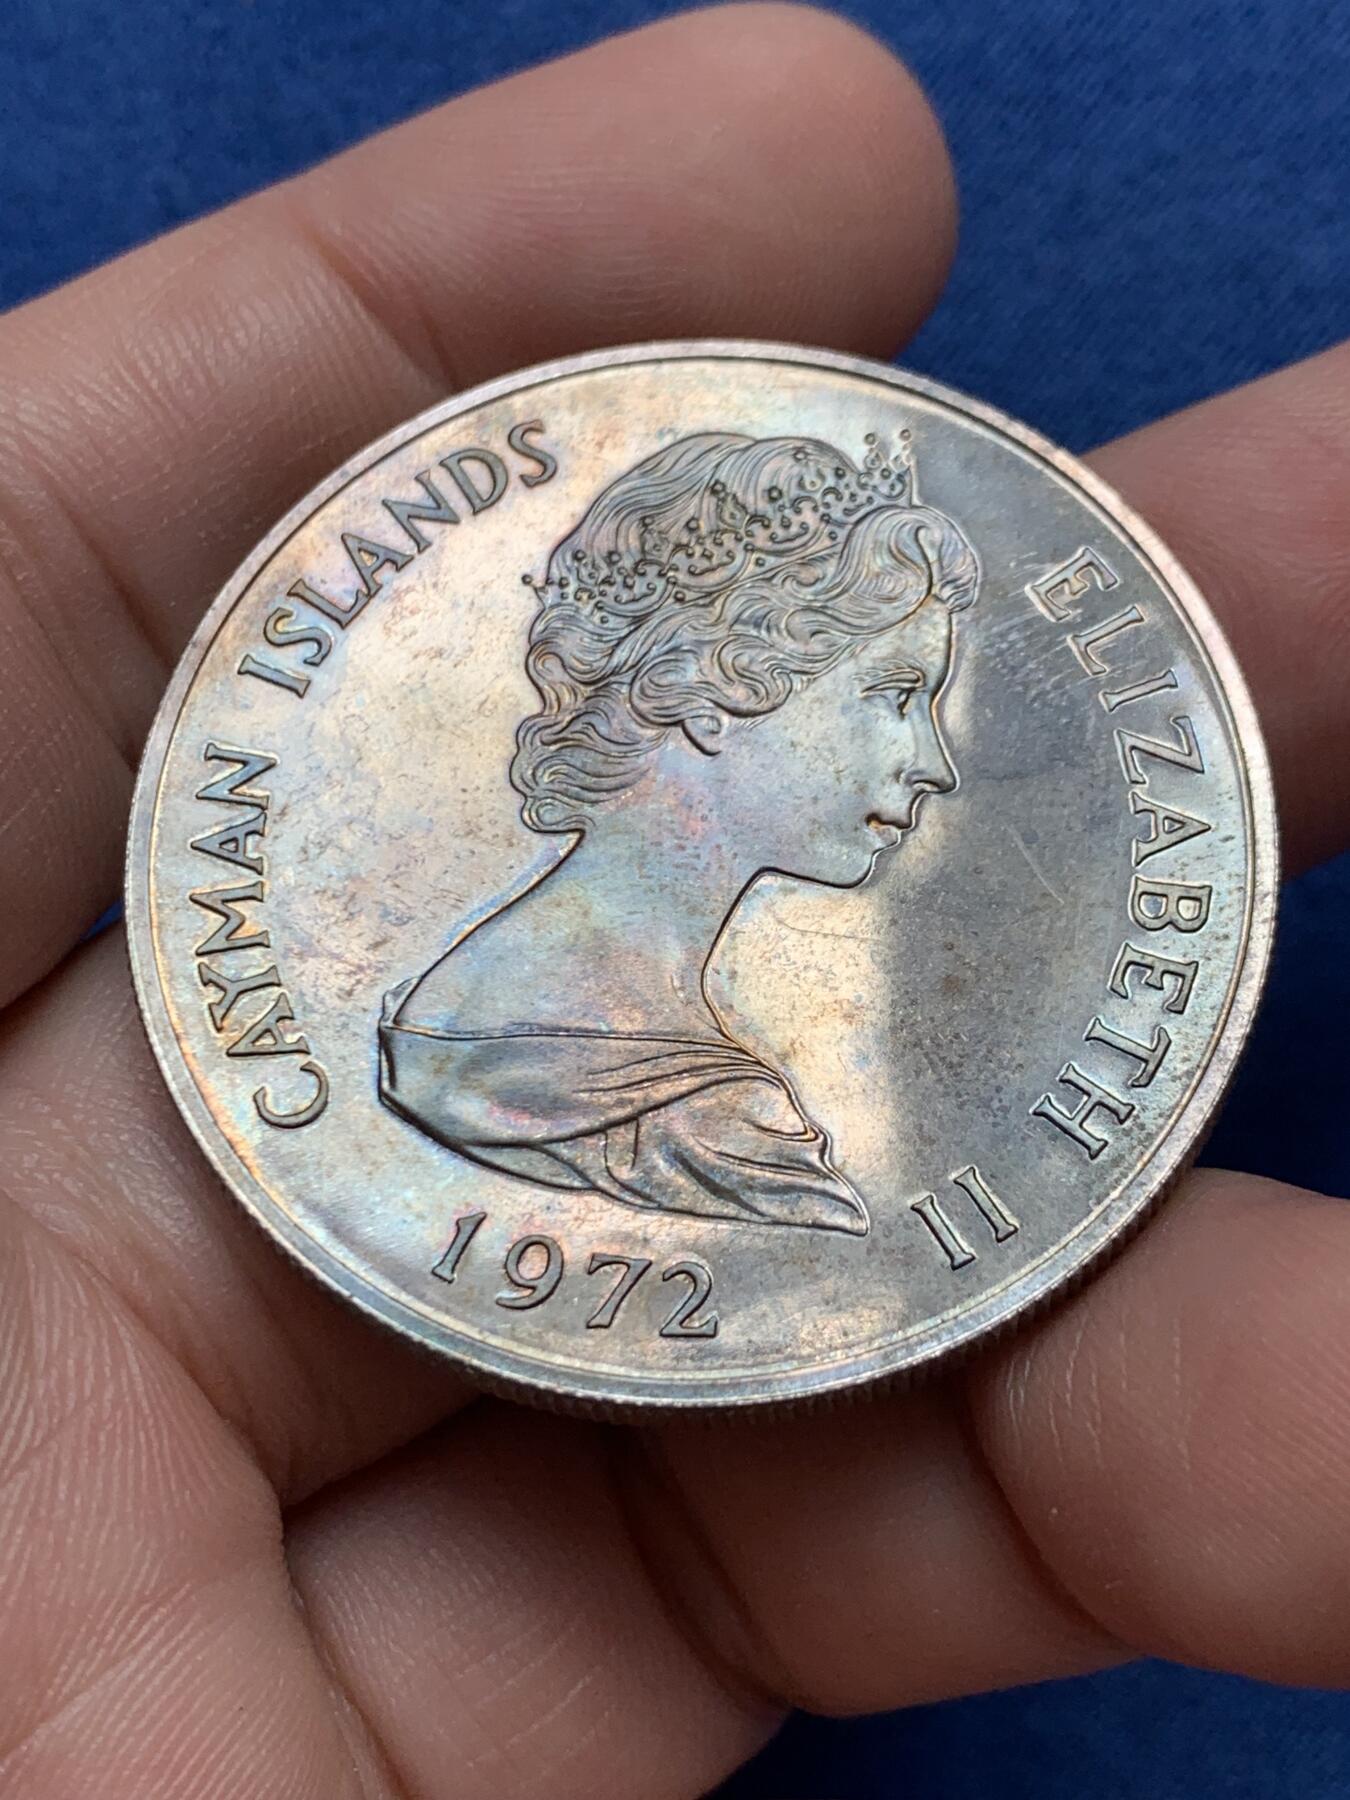 CAYMAN ISLANDS
ELIZABETH II
1972